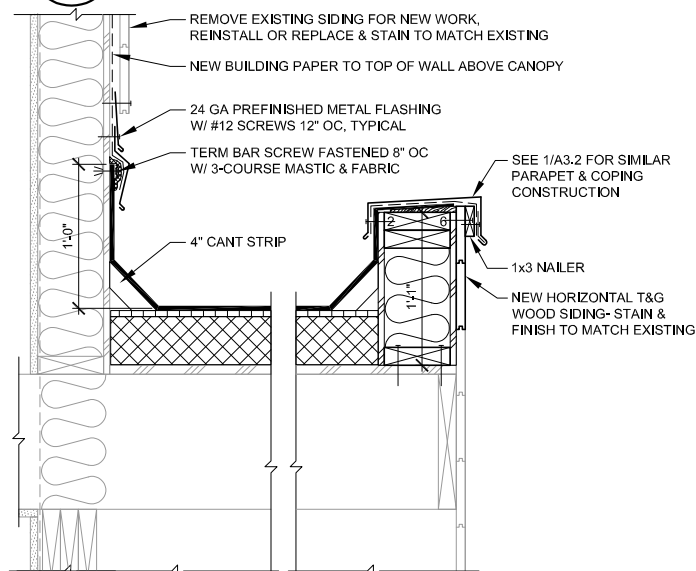 REMOVE EXISTING SIDING FOR NEW WORK,
REINSTALL OR REPLACE & STAIN TO MATCH EXISTING
NEW BUILDING PAPER TO TOP OF WALL ABOVE CANOPY
24 GA PREFINISHED METAL FLASHING
W/ #12 SCREWS 12" OC, TYPICAL
TERM BAR SCREW FASTENED 8" OC
W/ 3-COURSE MASTIC & FABRIC
SEE 1/A3.2 FOR SIMILAR
PARAPET & COPING
CONSTRUCTION
2
6
1'-0"
4" CANT STRIP
1x3 NAILER
1'-1"
NEW HORIZONTAL T&G
WOOD SIDING- STAIN &
FINISH TO MATCH EXISTING